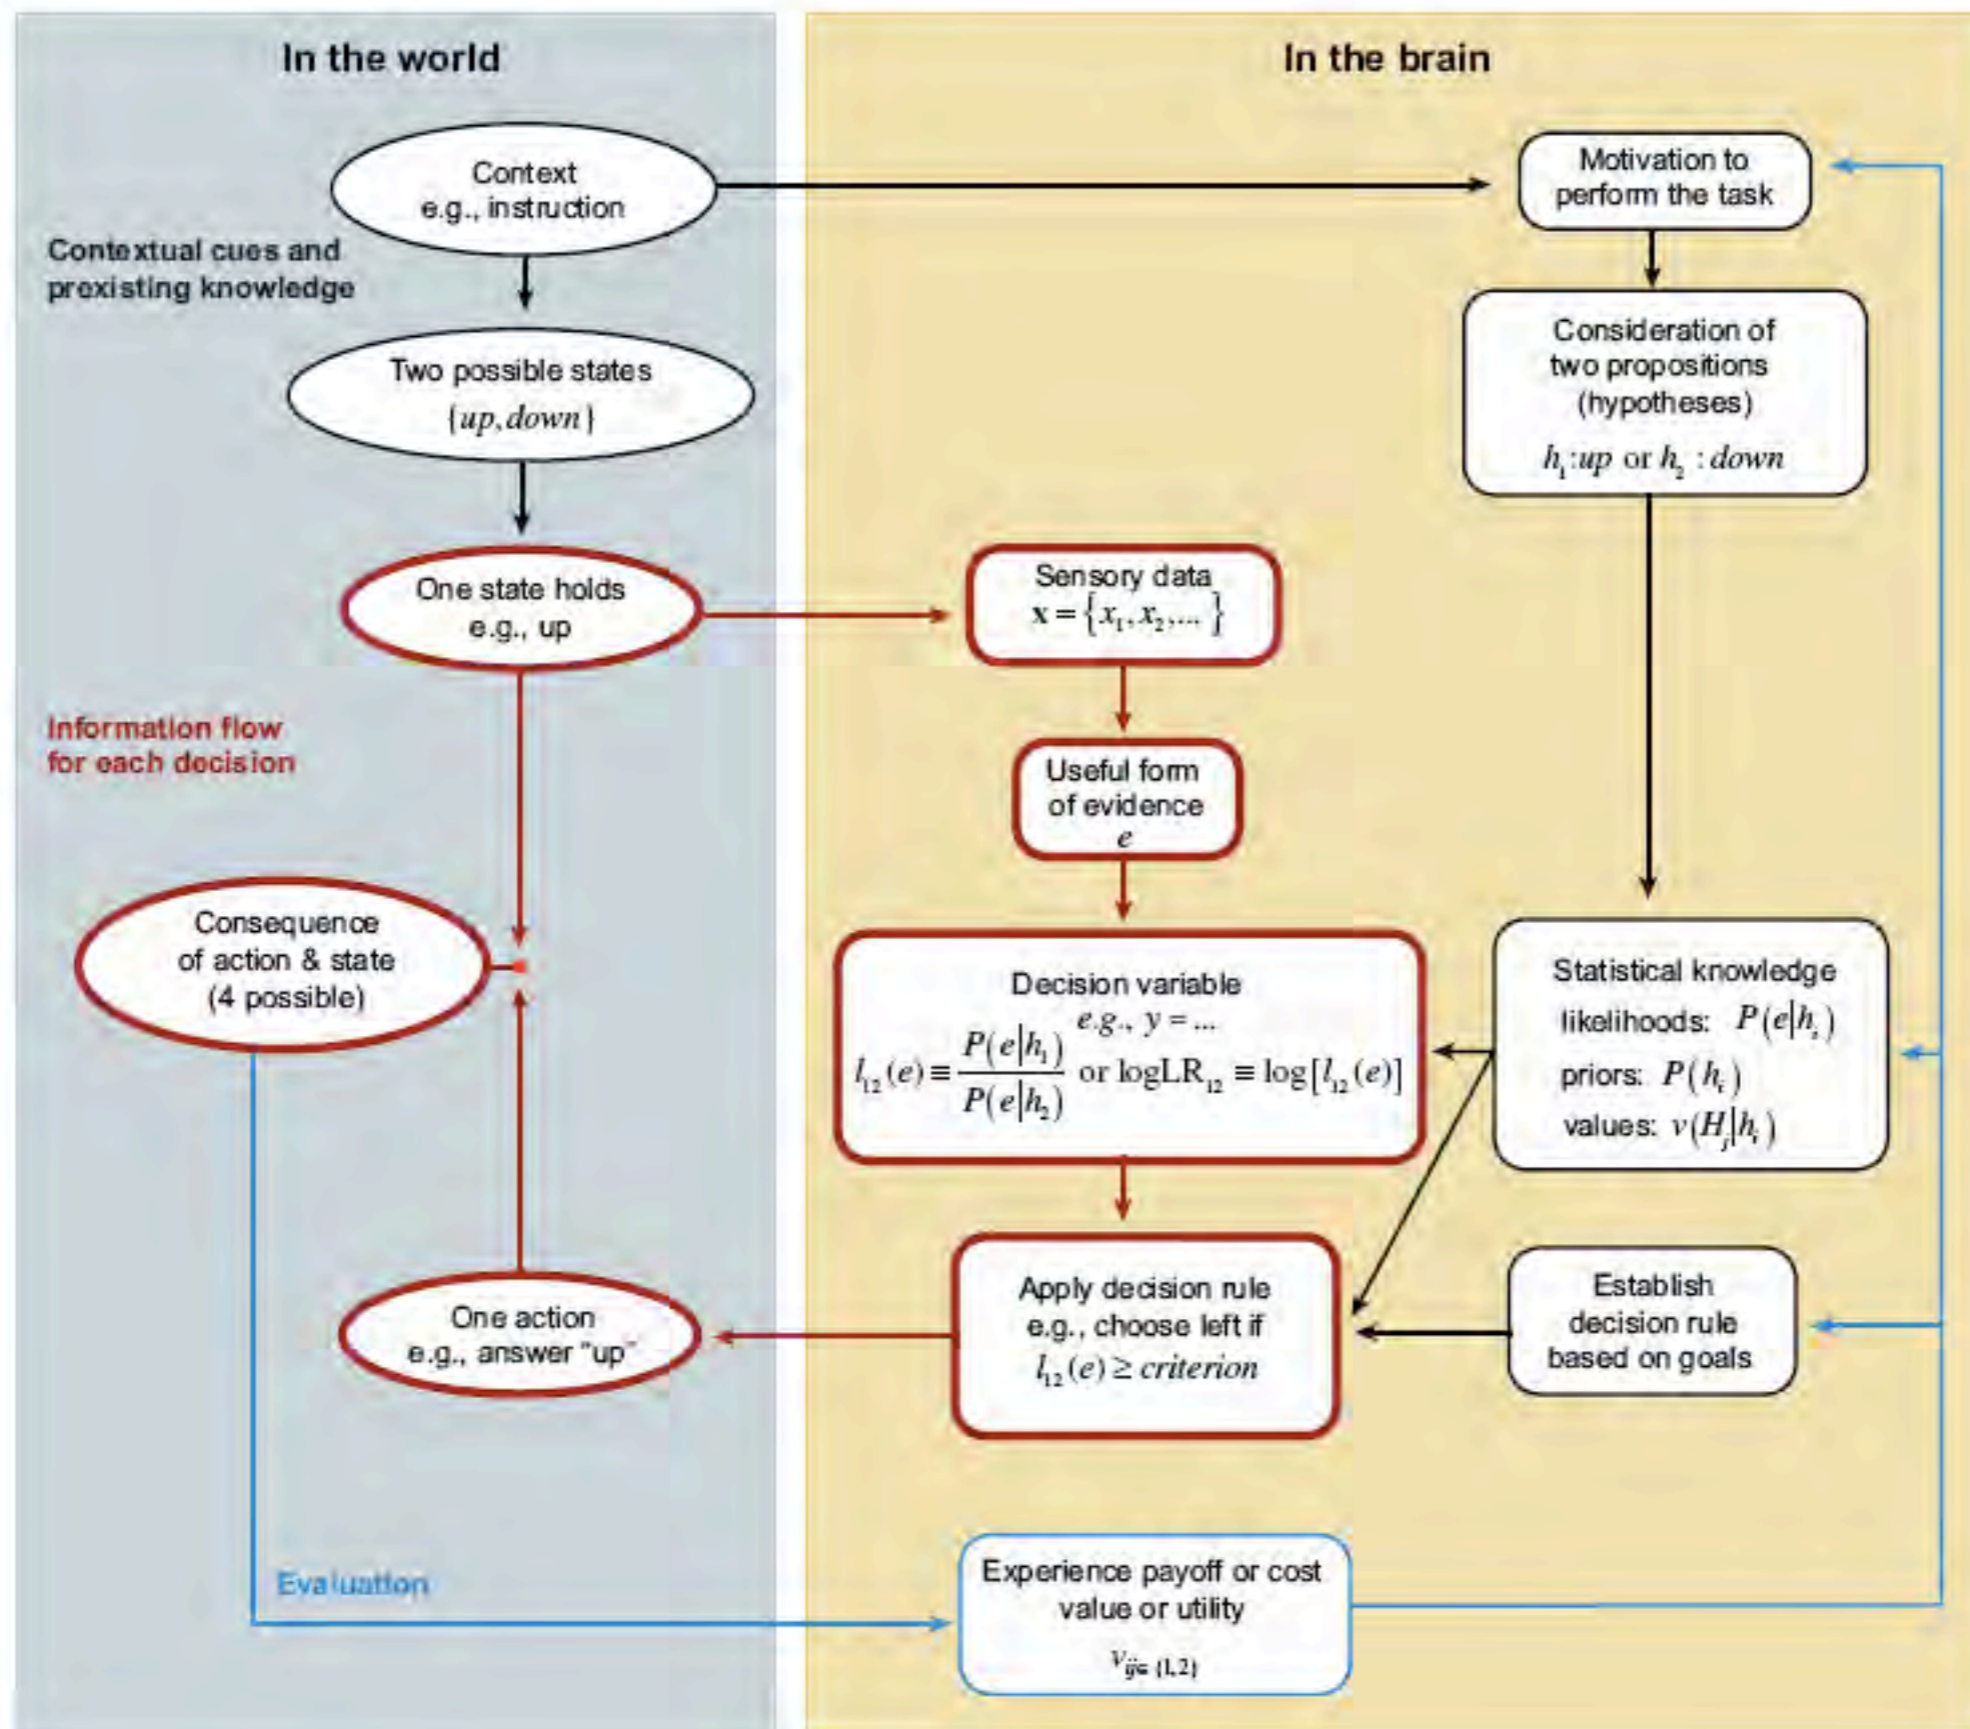 In the world
In the brain
Context
e.g., instruction
Motivation to
perform the task
Contextual cues and
prexisting knowledge
Two possible states
{up, down}
Consideration of
two propositions
(hypotheses)
h₁:up or h₂ :down
One state holds
e.g., up
Sensory data
x = {x₁, x₂,... }
Information flow
for each decision
Useful form
of evidence
e
Consequence
of action & state
(4 possible)
Decision variable
e.g., y = ...
l₁₂(e) ≡ P(e|h₁) / P(e|h₂) or logLR₁₂ ≡ log[l₁₂(e)]
Statistical knowledge
likelihoods: P(e|hᵢ)
priors: P(hᵢ)
values: v(Hⱼ|hᵢ)
One action
e.g., answer "up"
Apply decision rule
e.g., choose left if
l₁₂(e) ≥ criterion
Establish
decision rule
based on goals
Evaluation
Experience payoff or cost
value or utility
v ij∈{1,2}